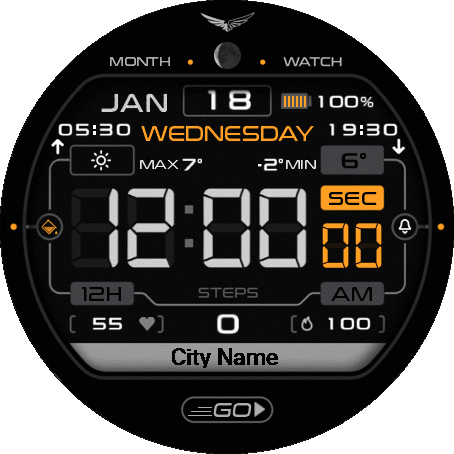 MONTH • • WATCH
JAN 18 100%
05:30 WEDNESDAY 19:30
MAX 7° -2° MIN 6°
12:00 SEC 00
12H STEPS AM
[ 55 ] 0 [ 100 ]
City Name
GO